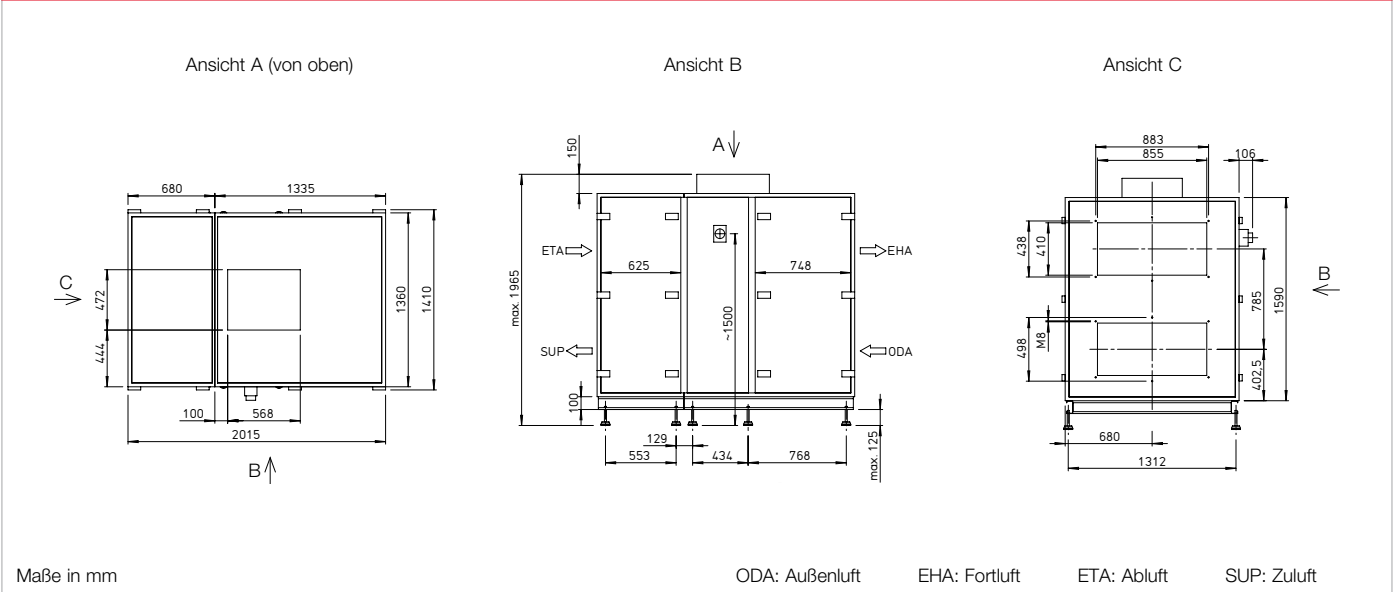 Ansicht A (von oben)
Ansicht B
Ansicht C
680
1335
C
472
444
1360
1410
100
568
2015
B
A
150
max. 1965
ETA
EHA
625
748
~1500
SUP
ODA
100
129
553
434
768
max. 125
883
855
106
438
410
B
785
1590
498
M8
402,5
680
1312
Maße in mm
ODA: Außenluft EHA: Fortluft ETA: Abluft SUP: Zuluft